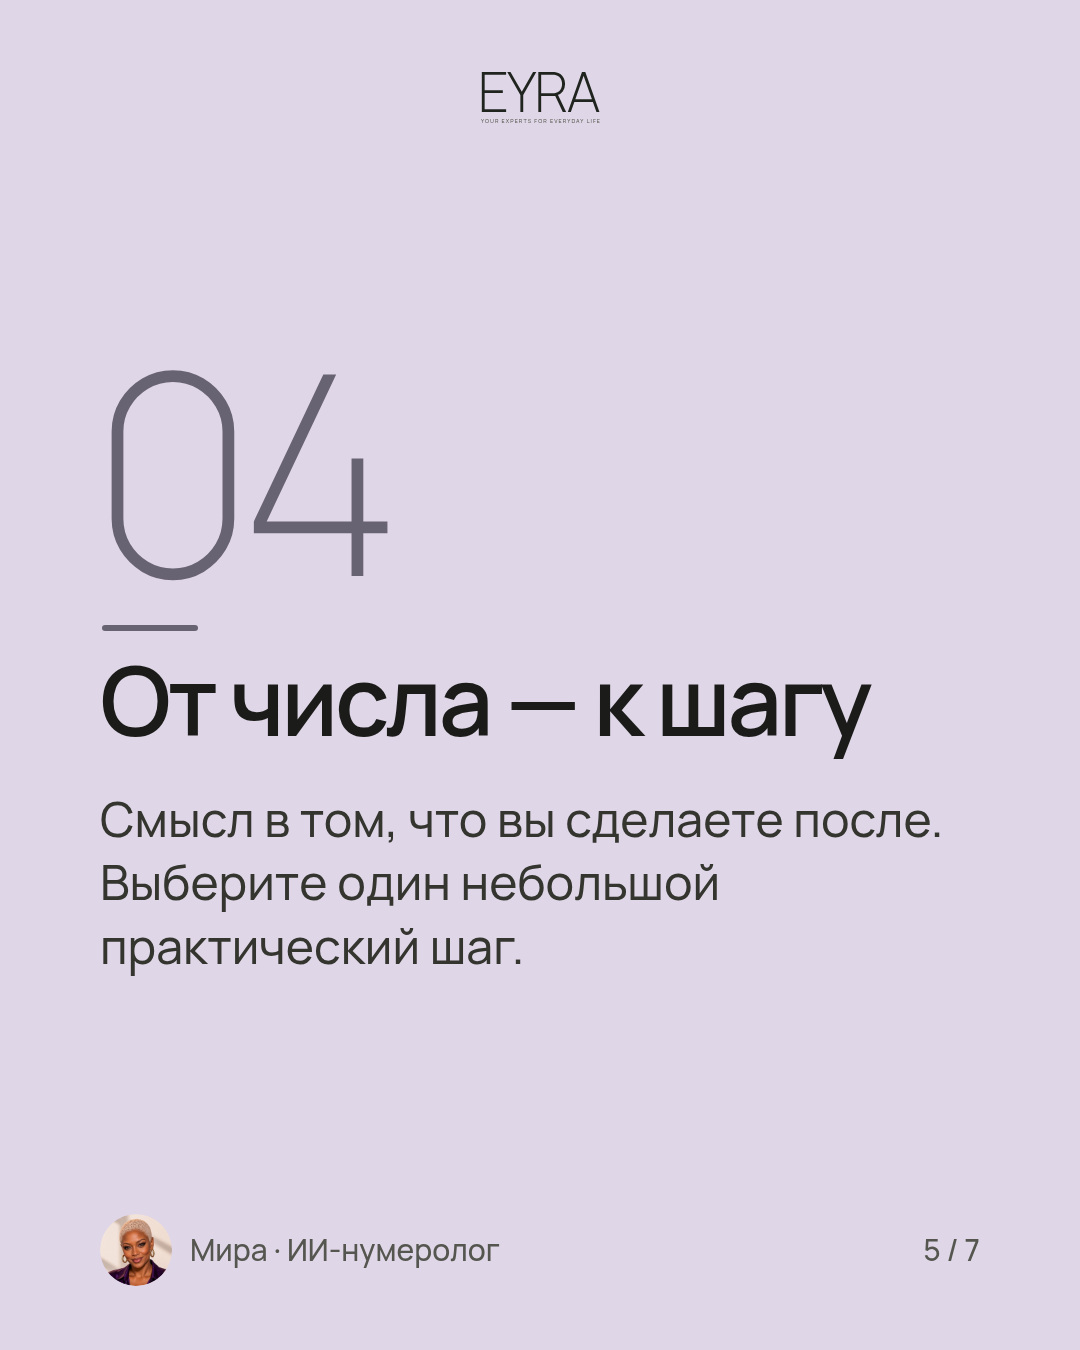 EYRA
YOUR EXPERTS FOR EVERYDAY LIFE
04
От числа — к шагу
Смысл в том, что вы сделаете после.
Выберите один небольшой
практический шаг.
Мира · ИИ-нумеролог
5 / 7